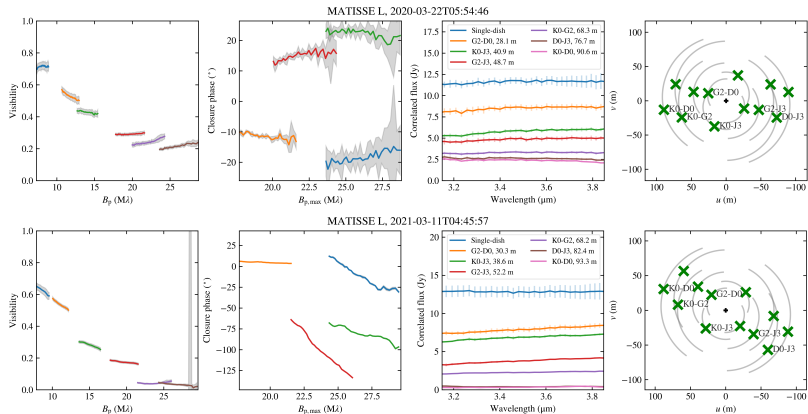 MATISSE L, 2020-03-22T05:54:46
1.0
0.8
0.6
0.4
0.2
0.0
Visibility
10 15 20 25
Bp (Mλ)
40
20
0
−20
Closure phase (°)
20.0 22.5 25.0 27.5
Bp,max (Mλ)
17.5
15.0
12.5
10.0
7.5
5.0
2.5
0.0
Correlated flux (Jy)
Single-dish
G2-D0, 28.1 m
K0-J3, 40.9 m
G2-J3, 48.7 m
K0-G2, 68.3 m
D0-J3, 76.7 m
K0-D0, 90.6 m
3.2 3.4 3.6 3.8
Wavelength (μm)
100
50
0
−50
−100
v (m)
G2-D0
K0-D0
K0-G2
K0-J3
G2-J3
D0-J3
100 50 0 −50 −100
u (m)
MATISSE L, 2021-03-11T04:45:57
1.0
0.8
0.6
0.4
0.2
0.0
Visibility
10 15 20 25
Bp (Mλ)
25
0
−25
−50
−75
−100
−125
Closure phase (°)
20 22 24 26 28
Bp,max (Mλ)
20
15
10
5
0
Correlated flux (Jy)
Single-dish
G2-D0, 30.3 m
K0-J3, 38.6 m
G2-J3, 52.2 m
K0-G2, 68.2 m
D0-J3, 82.4 m
K0-D0, 93.3 m
3.2 3.4 3.6 3.8
Wavelength (μm)
100
50
0
−50
−100
v (m)
K0-D0
G2-D0
K0-G2
K0-J3
G2-J3
D0-J3
100 50 0 −50 −100
u (m)